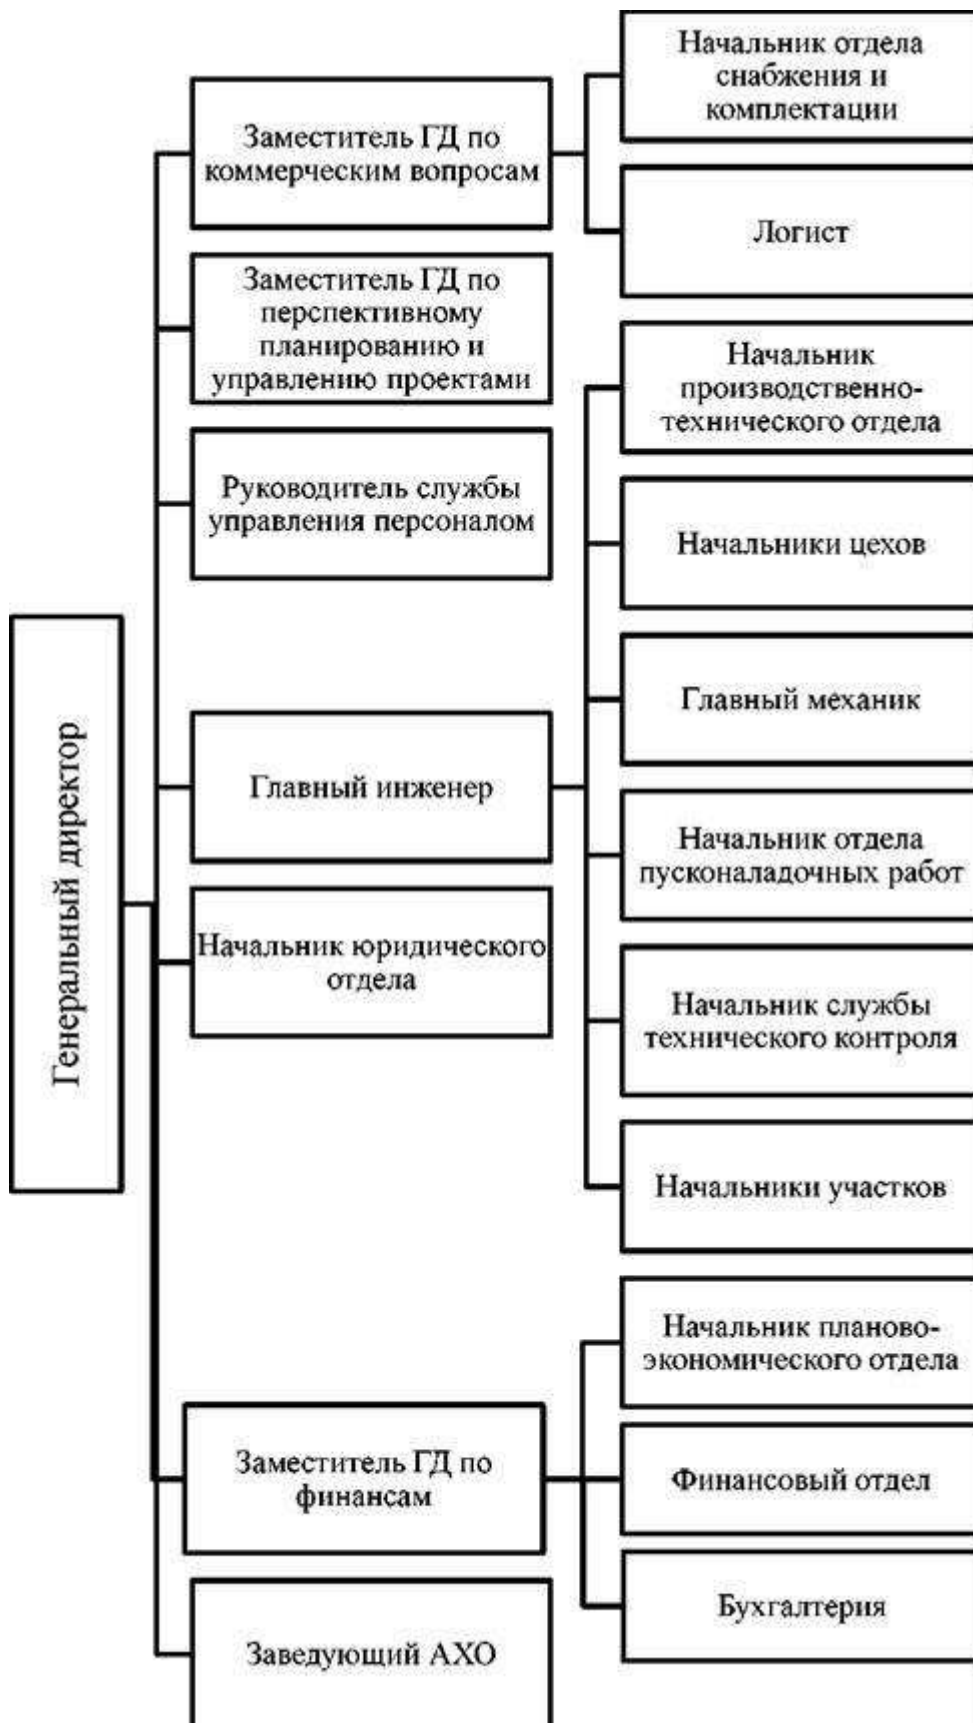 Генеральный директор
Заместитель ГД по
коммерческим вопросам
Заместитель ГД по
перспективному
планированию и
управлению проектами
Руководитель службы
управления персоналом
Главный инженер
Начальник юридического
отдела
Заместитель ГД по
финансам
Заведующий АХО
Начальник отдела
снабжения и
комплектации
Логист
Начальник
производственно-
технического отдела
Начальники цехов
Главный механик
Начальник отдела
пусконаладочных работ
Начальник службы
технического контроля
Начальники участков
Начальник планово-
экономического отдела
Финансовый отдел
Бухгалтерия